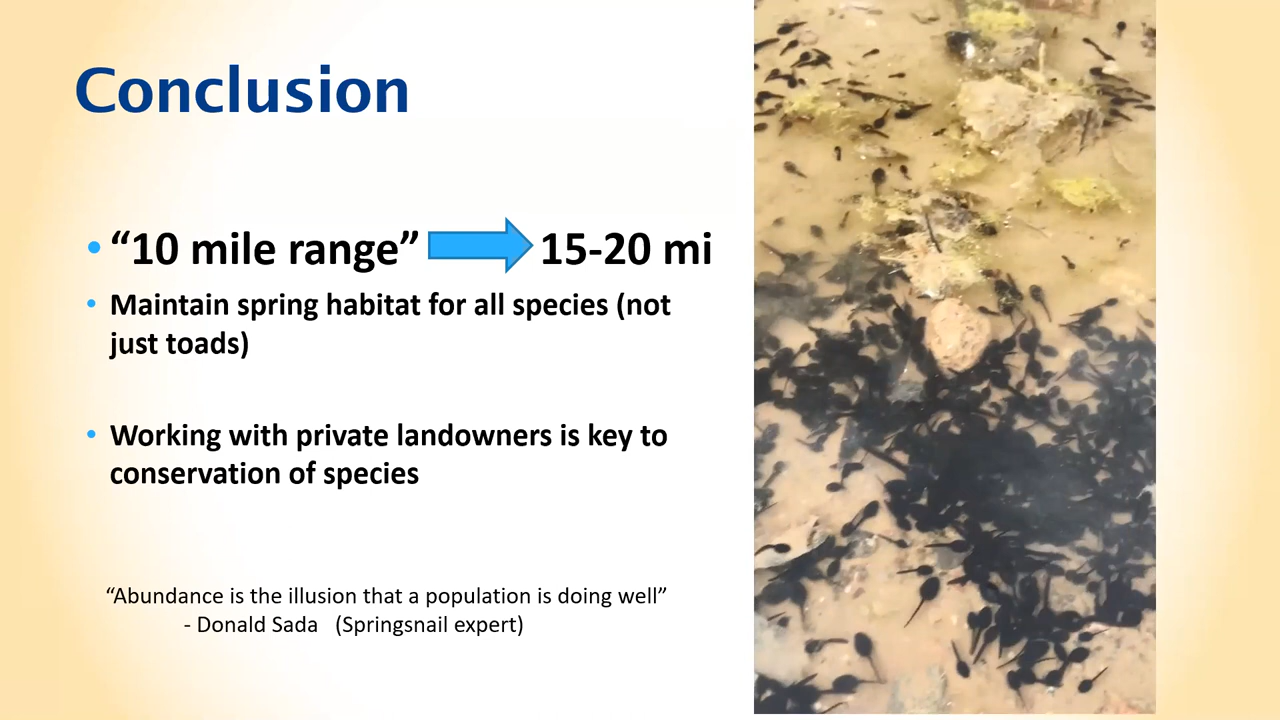 Conclusion
• “10 mile range” 15-20 mi
• Maintain spring habitat for all species (not
just toads)
• Working with private landowners is key to
conservation of species
“Abundance is the illusion that a population is doing well”
- Donald Sada (Springsnail expert)